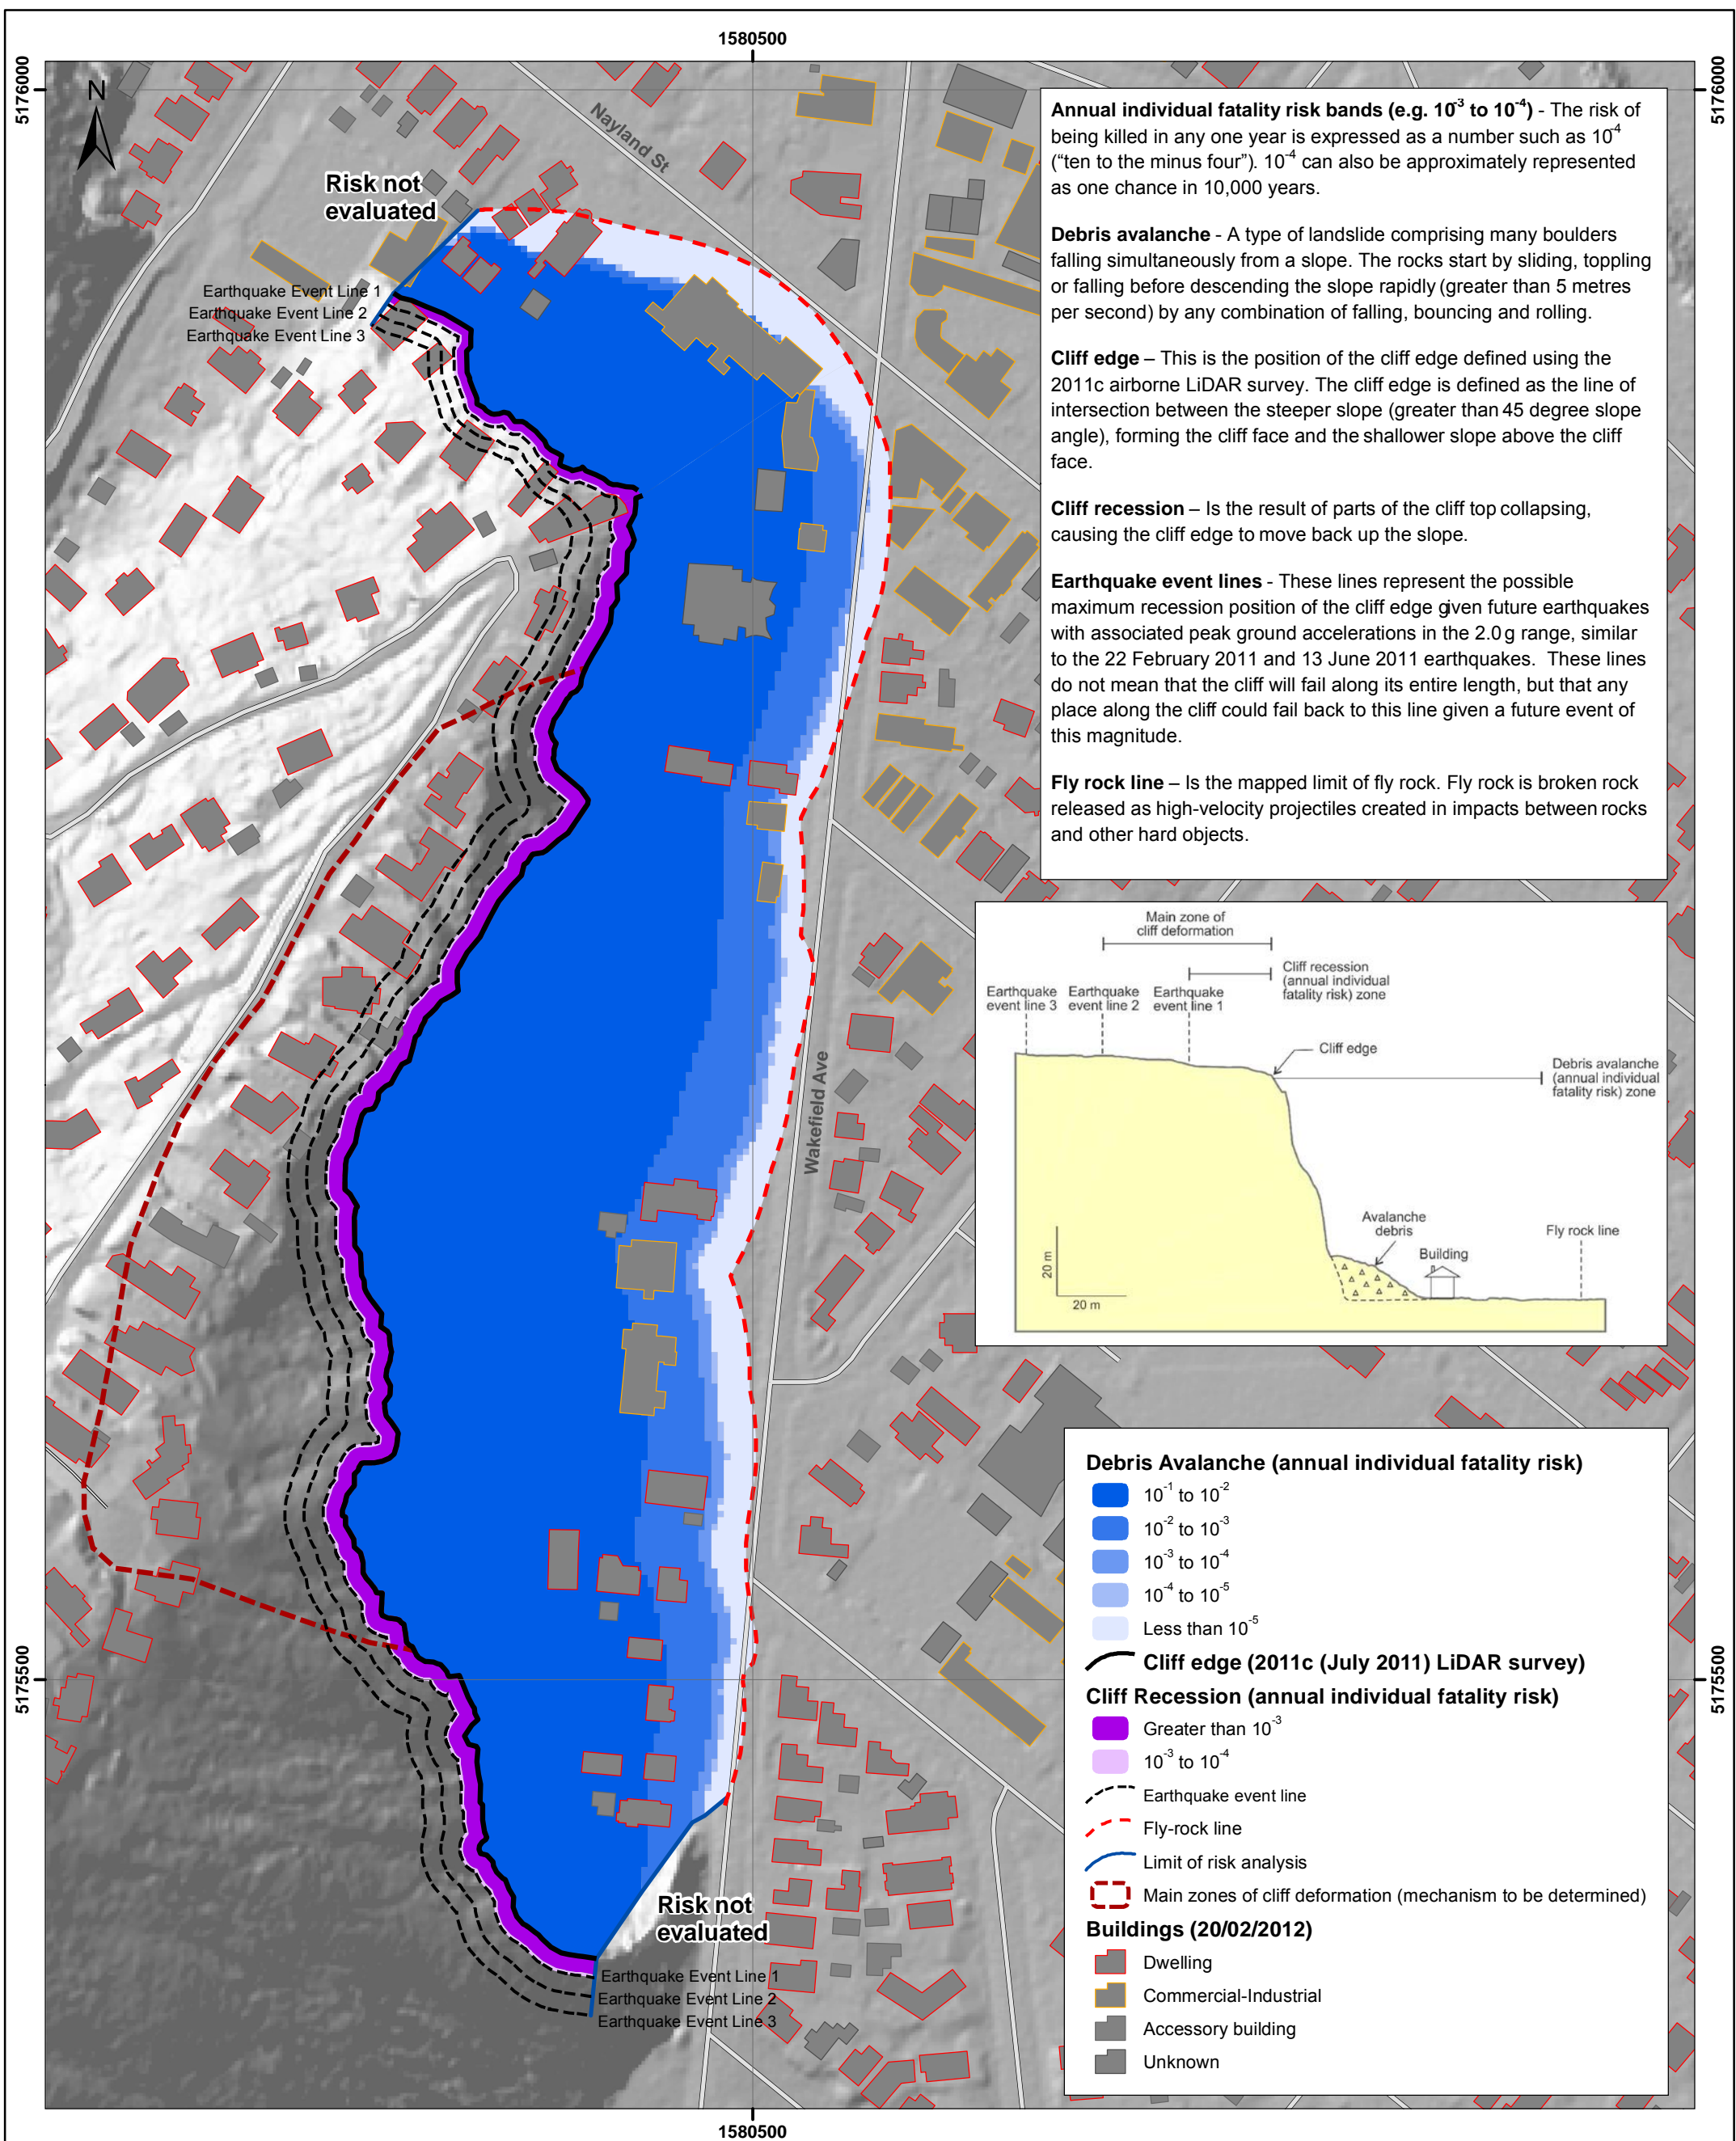 1580500
5176000
5176000
N
Nayland St
Risk not
evaluated
Earthquake Event Line 1
Earthquake Event Line 2
Earthquake Event Line 3
Annual individual fatality risk bands (e.g. 10⁻³ to 10⁻⁴) - The risk of
being killed in any one year is expressed as a number such as 10⁻⁴
(“ten to the minus four”). 10⁻⁴ can also be approximately represented
as one chance in 10,000 years.
Debris avalanche - A type of landslide comprising many boulders
falling simultaneously from a slope. The rocks start by sliding, toppling
or falling before descending the slope rapidly (greater than 5 metres
per second) by any combination of falling, bouncing and rolling.
Cliff edge – This is the position of the cliff edge defined using the
2011c airborne LiDAR survey. The cliff edge is defined as the line of
intersection between the steeper slope (greater than 45 degree slope
angle), forming the cliff face and the shallower slope above the cliff
face.
Cliff recession – Is the result of parts of the cliff top collapsing,
causing the cliff edge to move back up the slope.
Earthquake event lines - These lines represent the possible
maximum recession position of the cliff edge given future earthquakes
with associated peak ground accelerations in the 2.0 g range, similar
to the 22 February 2011 and 13 June 2011 earthquakes. These lines
do not mean that the cliff will fail along its entire length, but that any
place along the cliff could fail back to this line given a future event of
this magnitude.
Fly rock line – Is the mapped limit of fly rock. Fly rock is broken rock
released as high-velocity projectiles created in impacts between rocks
and other hard objects.
Main zone of
cliff deformation
Cliff recession
(annual individual
fatality risk) zone
Earthquake
event line 3
Earthquake
event line 2
Earthquake
event line 1
Cliff edge
Debris avalanche
(annual individual
fatality risk) zone
Avalanche
debris
Building
Fly rock line
20 m
20 m
Wakefield Ave
Debris Avalanche (annual individual fatality risk)
10⁻¹ to 10⁻²
10⁻² to 10⁻³
10⁻³ to 10⁻⁴
10⁻⁴ to 10⁻⁵
Less than 10⁻⁵
Cliff edge (2011c (July 2011) LiDAR survey)
Cliff Recession (annual individual fatality risk)
Greater than 10⁻³
10⁻³ to 10⁻⁴
Earthquake event line
Fly-rock line
Limit of risk analysis
Main zones of cliff deformation (mechanism to be determined)
Buildings (20/02/2012)
Dwelling
Commercial-Industrial
Accessory building
Unknown
5175500
5175500
Risk not
evaluated
Earthquake Event Line 1
Earthquake Event Line 2
Earthquake Event Line 3
1580500